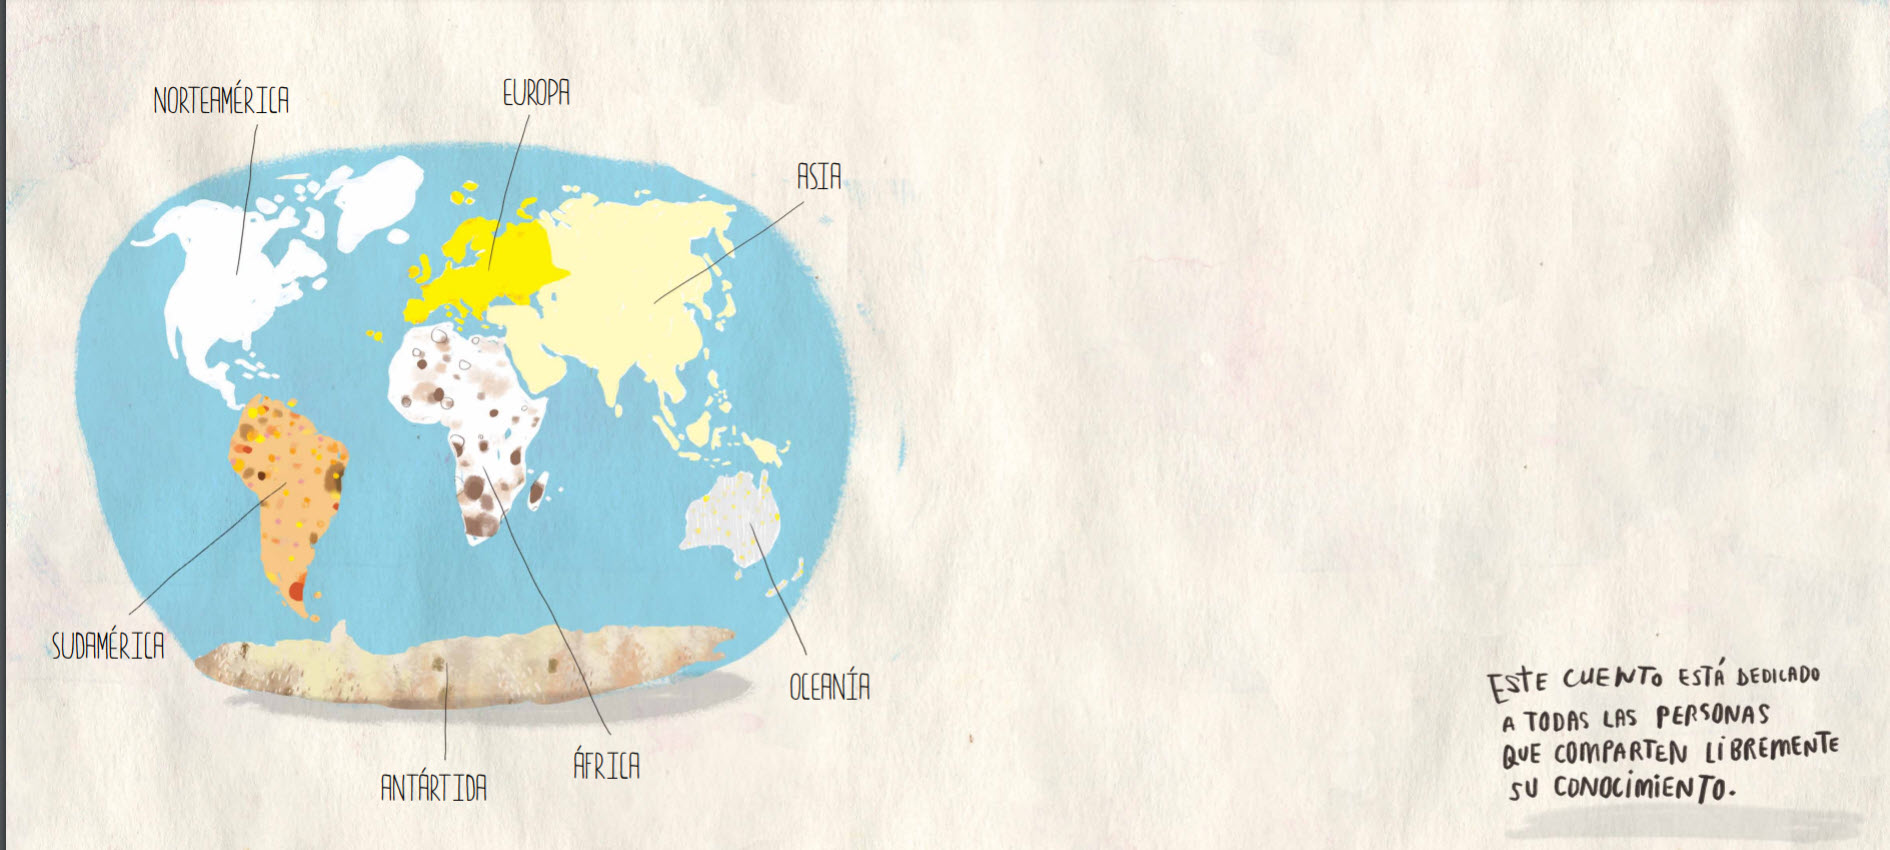 NORTEAMÉRICA
EUROPA
ASIA
SUDAMÉRICA
OCEANÍA
ÁFRICA
ANTÁRTIDA
ESTE CUENTO ESTÁ DEDICADO
A TODAS LAS PERSONAS
QUE COMPARTEN LIBREMENTE
SU CONOCIMIENTO.